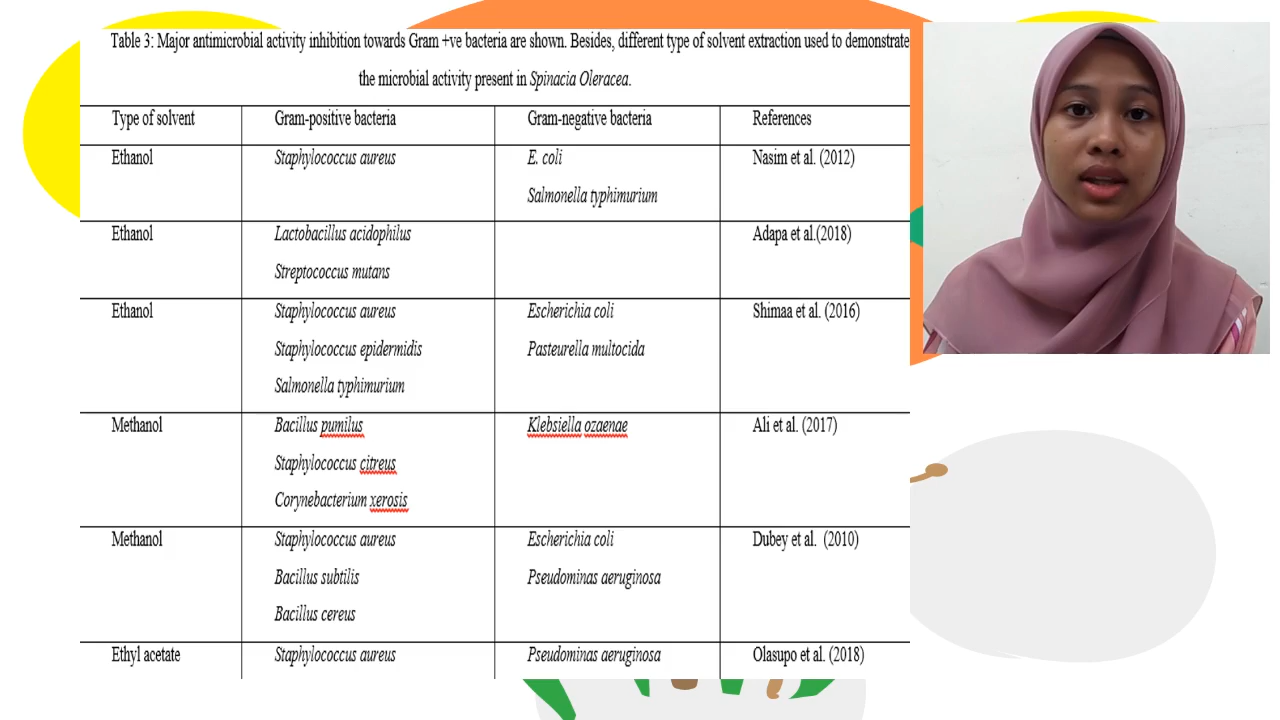 Table 3: Major antimicrobial activity inhibition towards Gram +ve bacteria are shown. Besides, different type of solvent extraction used to demonstrate
the microbial activity present in Spinacia Oleracea.
Type of solvent Gram-positive bacteria Gram-negative bacteria References
Ethanol Staphylococcus aureus E. coli Nasim et al. (2012)
Salmonella typhimurium
Ethanol Lactobacillus acidophilus Adapa et al.(2018)
Streptococcus mutans
Ethanol Staphylococcus aureus Escherichia coli Shimaa et al. (2016)
Staphylococcus epidermidis Pasteurella multocida
Salmonella typhimurium
Methanol Bacillus pumilus Klebsiella ozaenae Ali et al. (2017)
Staphylococcus citreus
Corynebacterium xerosis
Methanol Staphylococcus aureus Escherichia coli Dubey et al. (2010)
Bacillus subtilis Pseudominas aeruginosa
Bacillus cereus
Ethyl acetate Staphylococcus aureus Pseudominas aeruginosa Olasupo et al. (2018)